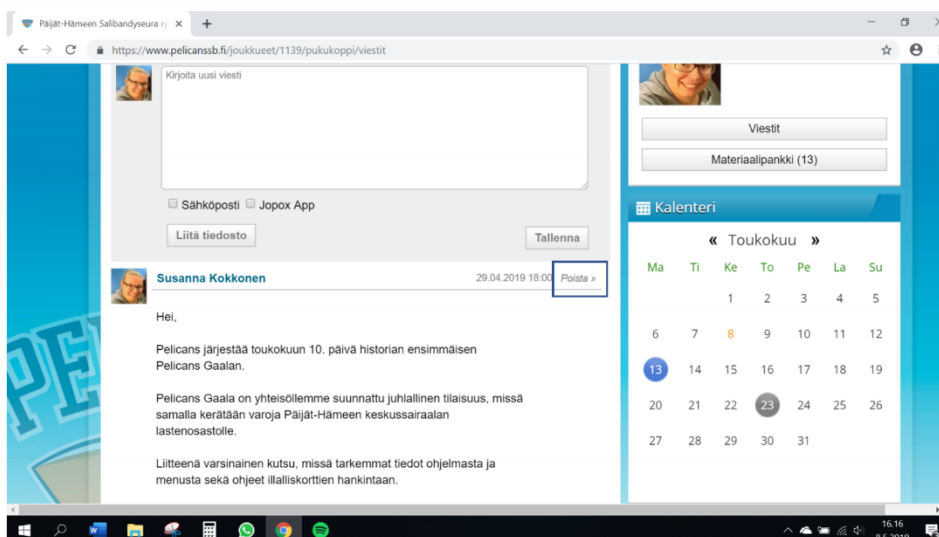 Päijät-Hämeen Salibandyseura ry
https://www.pelicanssb.fi/joukkueet/1139/pukukoppi/viestit
Kirjoita uusi viesti
Sähköposti Jopox App
Liitä tiedosto
Tallenna
Susanna Kokkonen 29.04.2019 18:00 Poista »
Hei,
Pelicans järjestää toukokuun 10. päivä historian ensimmäisen
Pelicans Gaalan.
Pelicans Gaala on yhteisöllemme suunnattu juhlallinen tilaisuus, missä
samalla kerätään varoja Päijät-Hämeen keskussairaalan
lastenosastolle.
Liitteenä varsinainen kutsu, missä tarkemmat tiedot ohjelmasta ja
menusta sekä ohjeet illalliskorttien hankintaan.
Viestit
Materiaalipankki (13)
Kalenteri
« Toukokuu »
Ma Ti Ke To Pe La Su
1 2 3 4 5
6 7 8 9 10 11 12
13 14 15 16 17 18 19
20 21 22 23 24 25 26
27 28 29 30 31
PE
16.16
8.5.2019